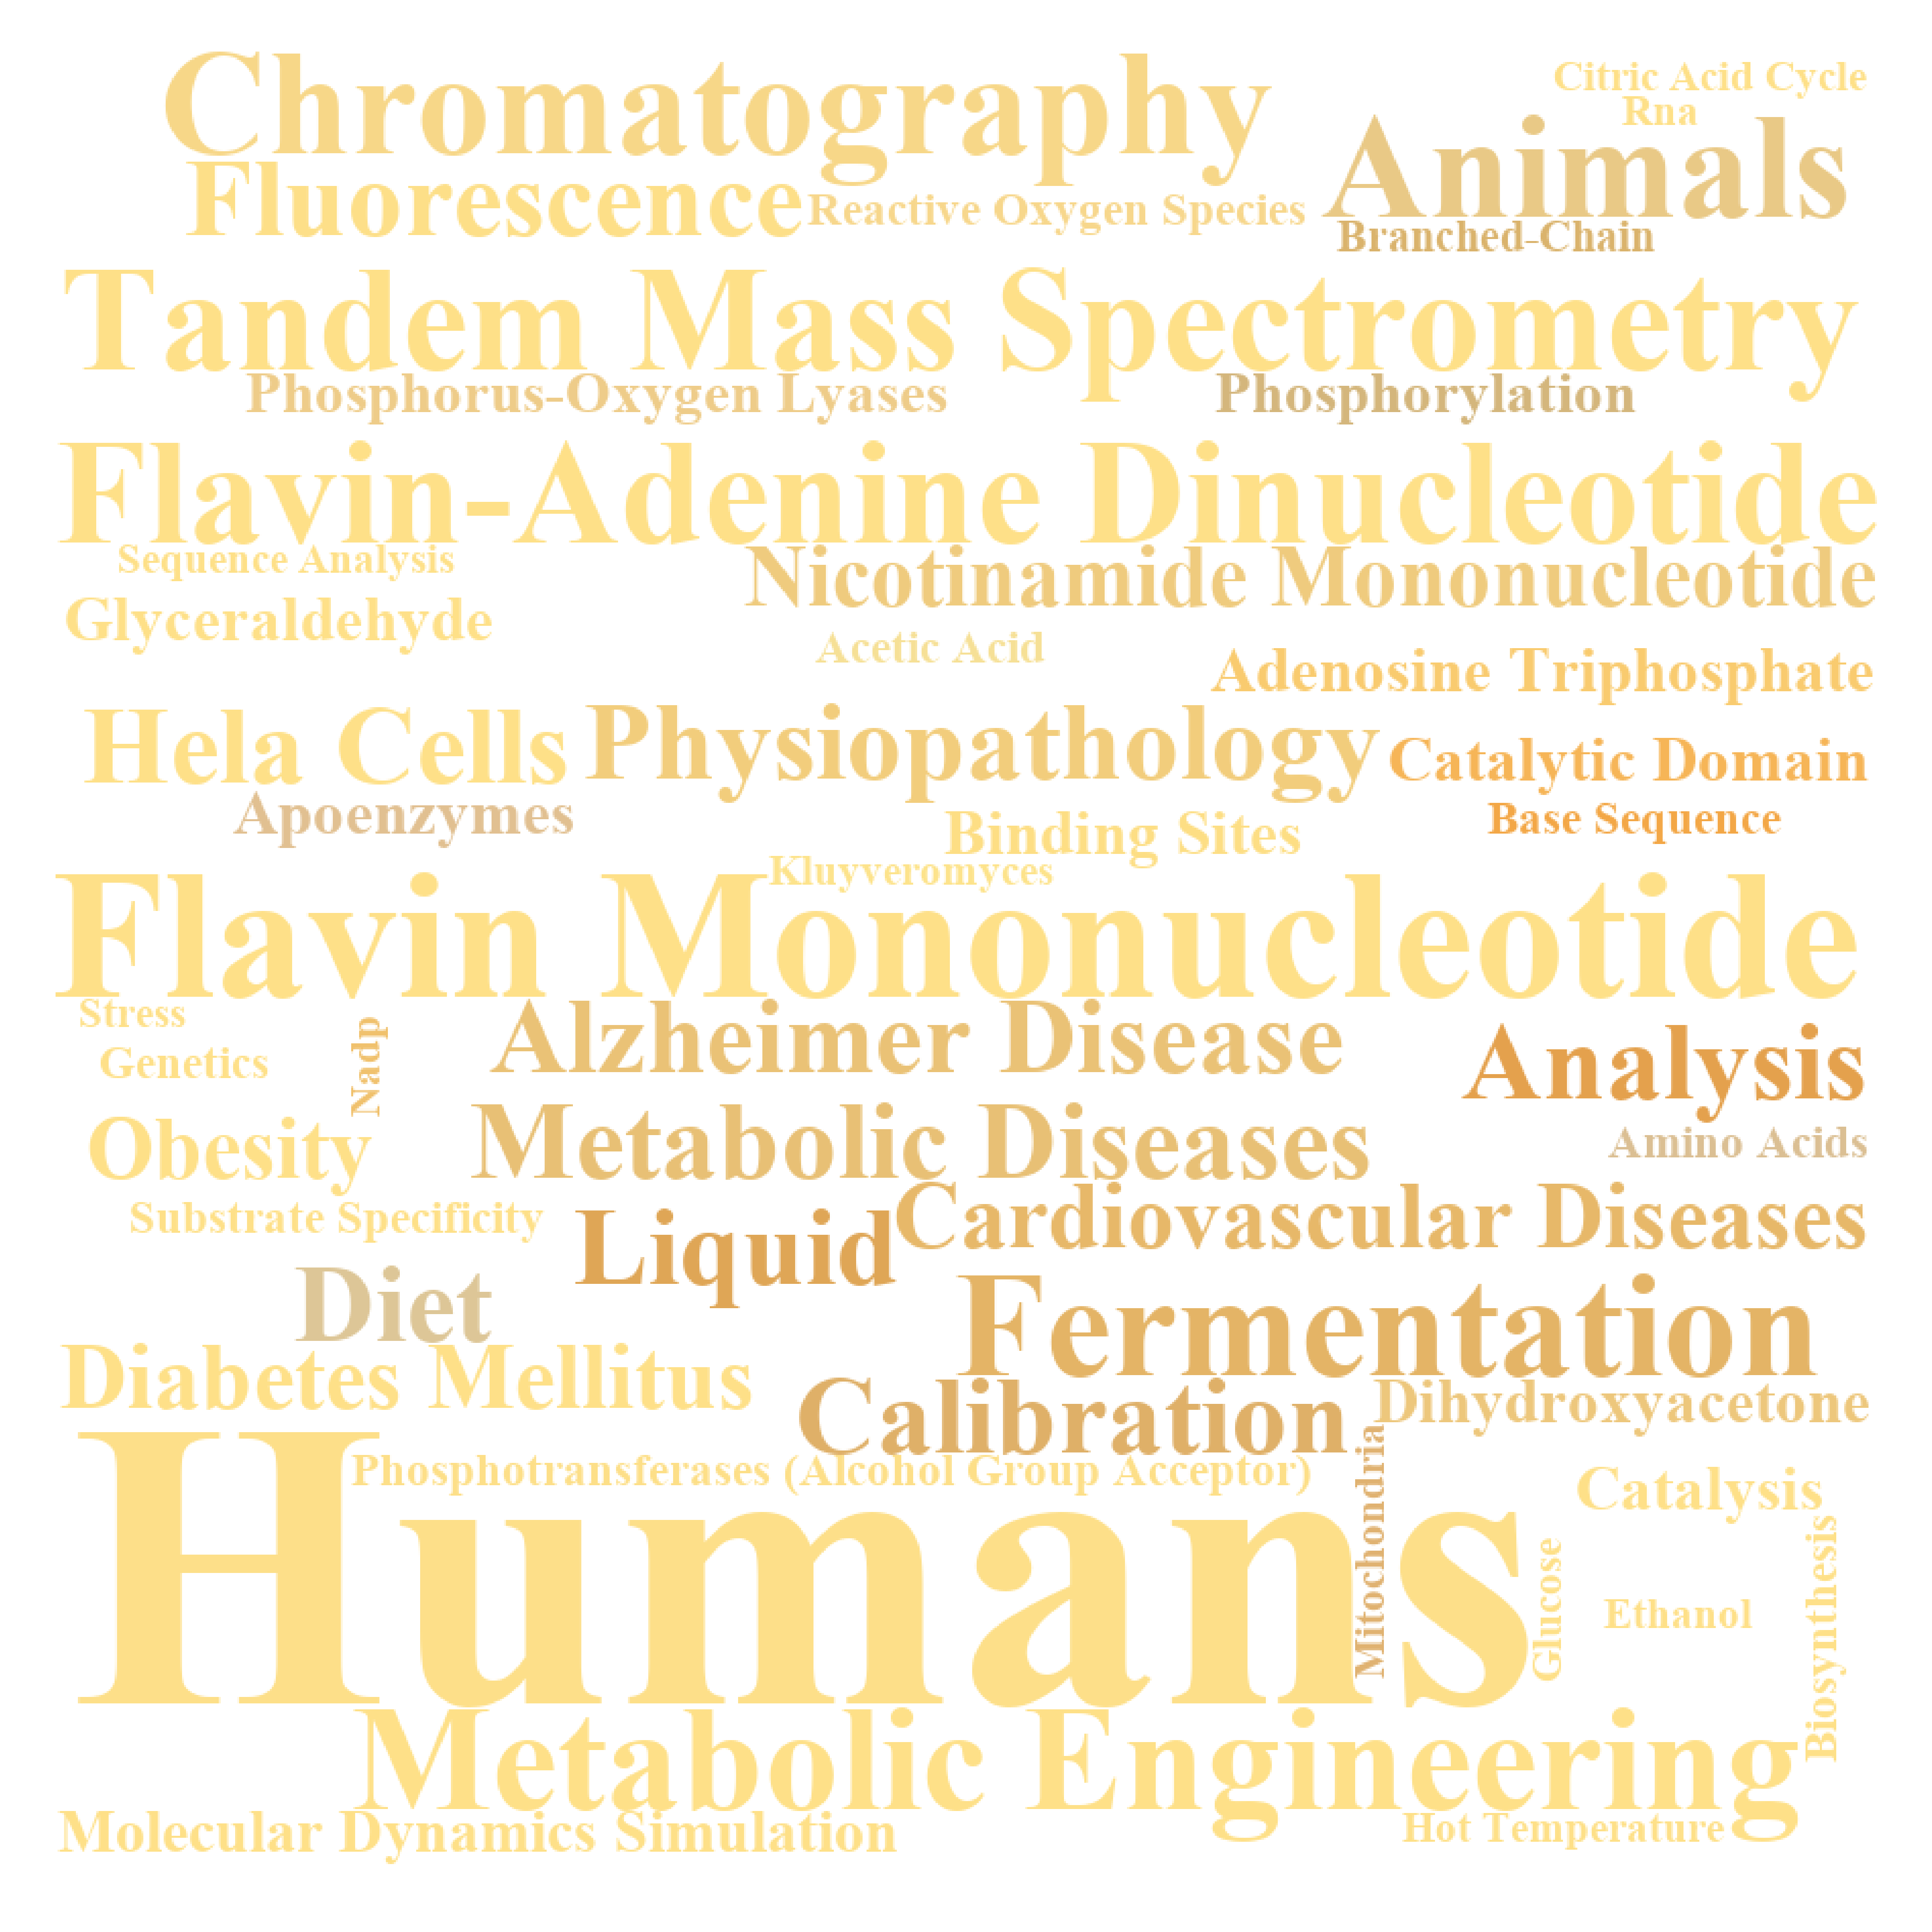 Chromatography
Citric Acid Cycle
Rna
Animals
Fluorescence
Reactive Oxygen Species
Branched-Chain
Tandem Mass Spectrometry
Phosphorus-Oxygen Lyases
Phosphorylation
Flavin-Adenine Dinucleotide
Sequence Analysis
Nicotinamide Mononucleotide
Glyceraldehyde
Acetic Acid
Adenosine Triphosphate
Hela Cells
Physiopathology
Catalytic Domain
Apoenzymes
Binding Sites
Base Sequence
Kluyveromyces
Flavin Mononucleotide
Stress
Alzheimer Disease
Analysis
Genetics
Nadp
Obesity
Metabolic Diseases
Amino Acids
Substrate Specificity
Liquid
Cardiovascular Diseases
Diet
Fermentation
Diabetes Mellitus
Calibration
Dihydroxyacetone
Phosphotransferases (Alcohol Group Acceptor)
Mitochondria
Catalysis
Humans
Glucose
Ethanol
Biosynthesis
Metabolic Engineering
Molecular Dynamics Simulation
Hot Temperature